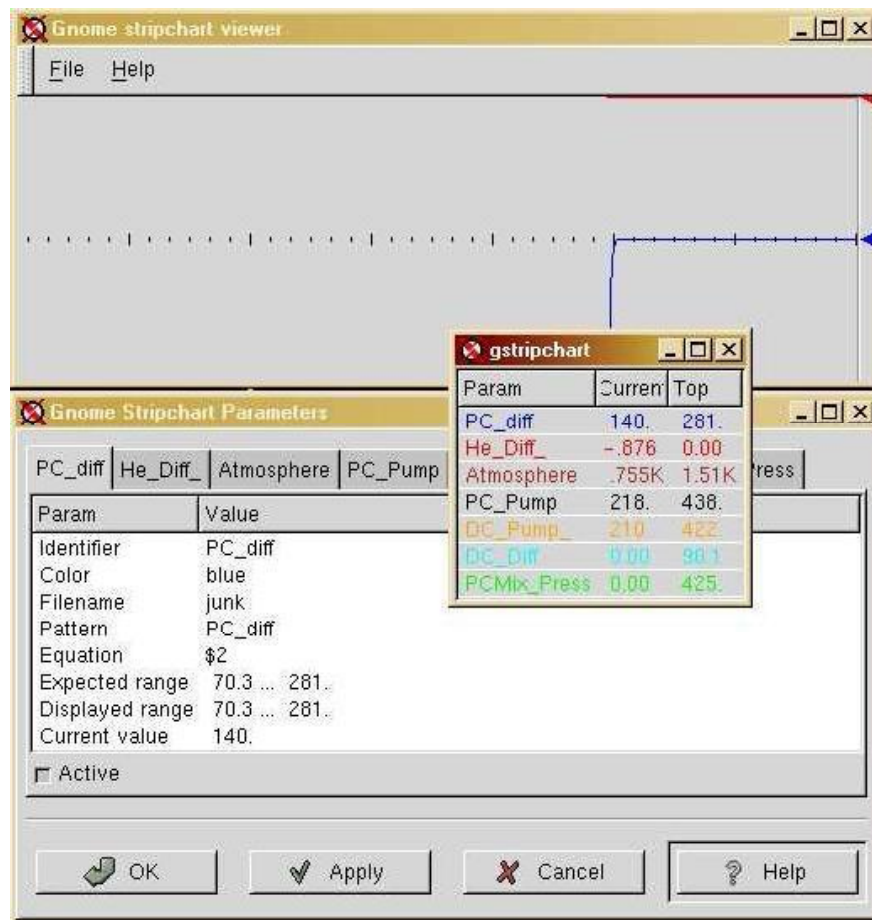 Gnome stripchart viewer
File Help
gstripchart
Param Curren Top
PC_diff 140. 281.
He_Diff_ -.876 0.00
Atmosphere .755K 1.51K
PC_Pump 218. 438.
DC_Pump_ 210 422.
DC_Diff 0.00 90.1
PCMix_Press 0.00 425.
Gnome Stripchart Parameters
PC_diff He_Diff_ Atmosphere PC_Pump ress
Param Value
Identifier PC_diff
Color blue
Filename junk
Pattern PC_diff
Equation $2
Expected range 70.3 ... 281.
Displayed range 70.3 ... 281.
Current value 140.
Active
OK Apply Cancel Help